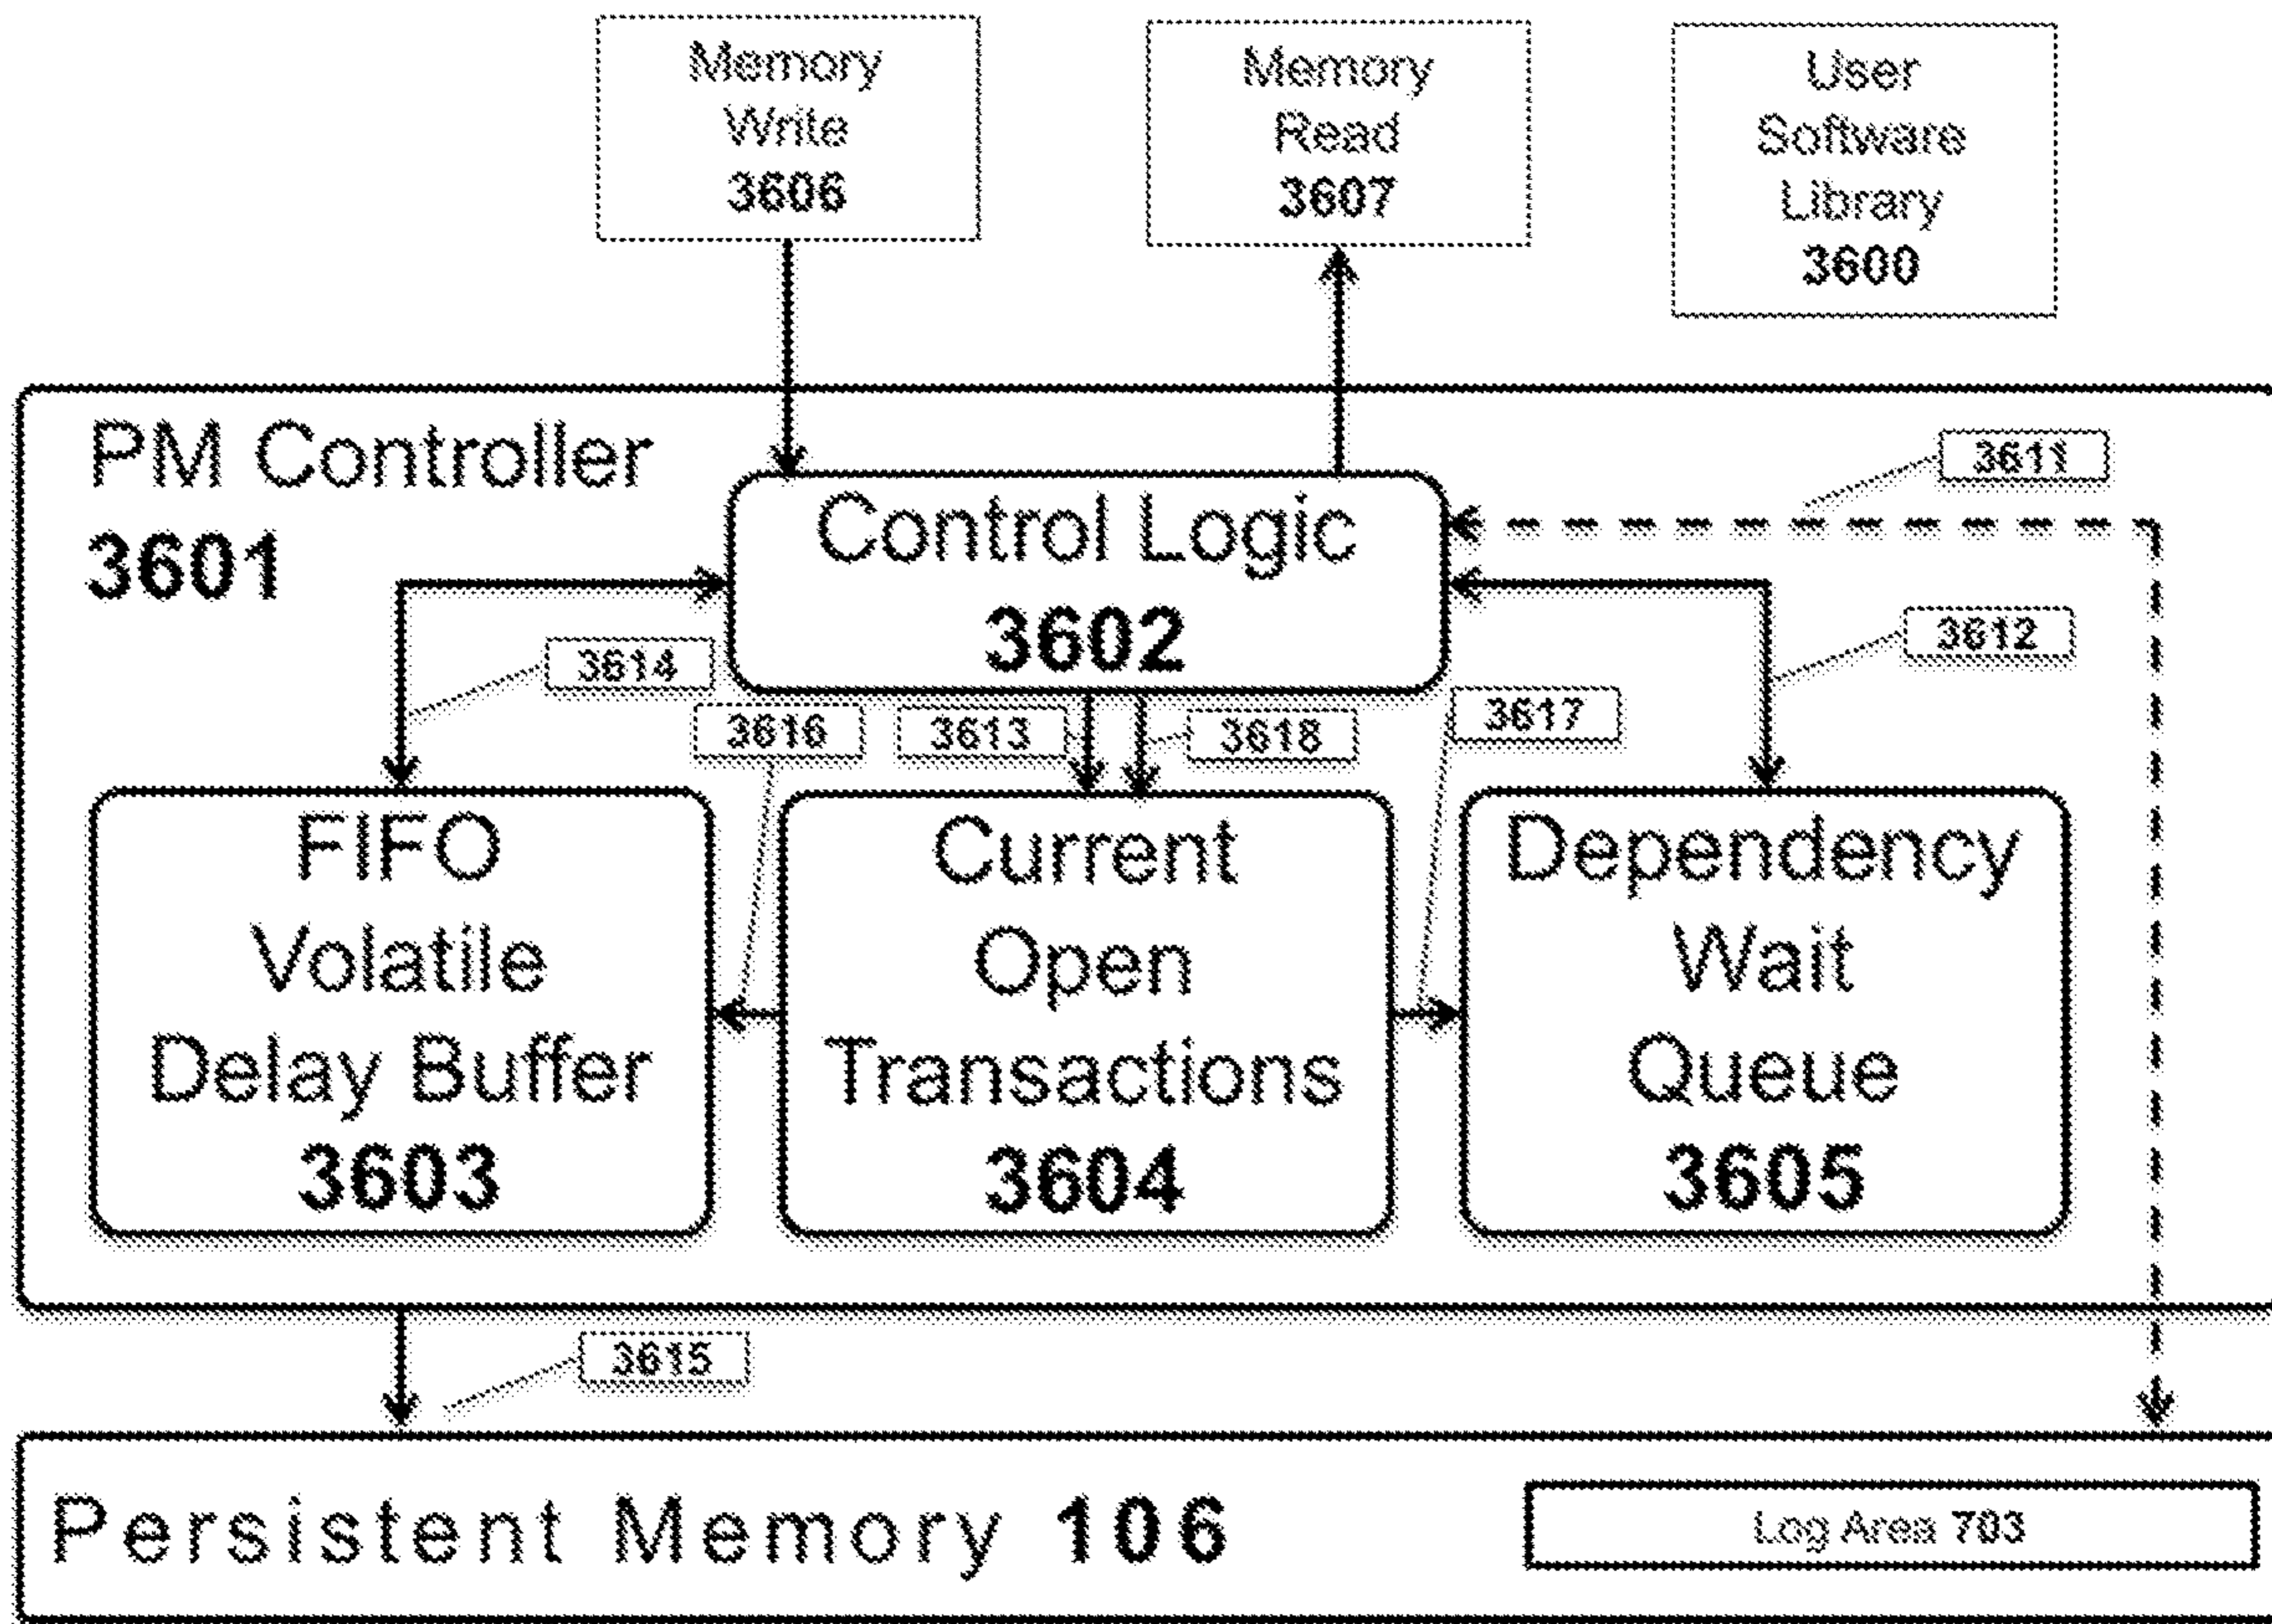 Memory
Write
3606
Memory
Read
3607
User
Software
Library
3600
PM Controller
3601
Control Logic
3602
3611
3612
3614
3616
3613
3618
3617
FIFO
Volatile
Delay Buffer
3603
Current
Open
Transactions
3604
Dependency
Wait
Queue
3605
3615
Persistent Memory 106
Log Area 703